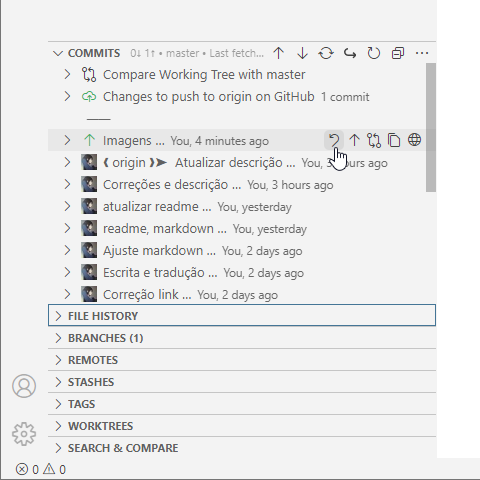 COMMITS 0↓ 1↑ • master • Last fetch... ...
Compare Working Tree with master
Changes to push to origin on GitHub 1 commit
Imagens ... You, 4 minutes ago
❰ origin ❱➤ Atualizar descrição ... You, 3 hours ago
Correções e descrição ... You, 3 hours ago
atualizar readme ... You, yesterday
readme, markdown ... You, yesterday
Ajuste markdown ... You, 2 days ago
Escrita e tradução ... You, 2 days ago
Correção link ... You, 2 days ago
FILE HISTORY
BRANCHES (1)
REMOTES
STASHES
TAGS
WORKTREES
SEARCH & COMPARE
0 0